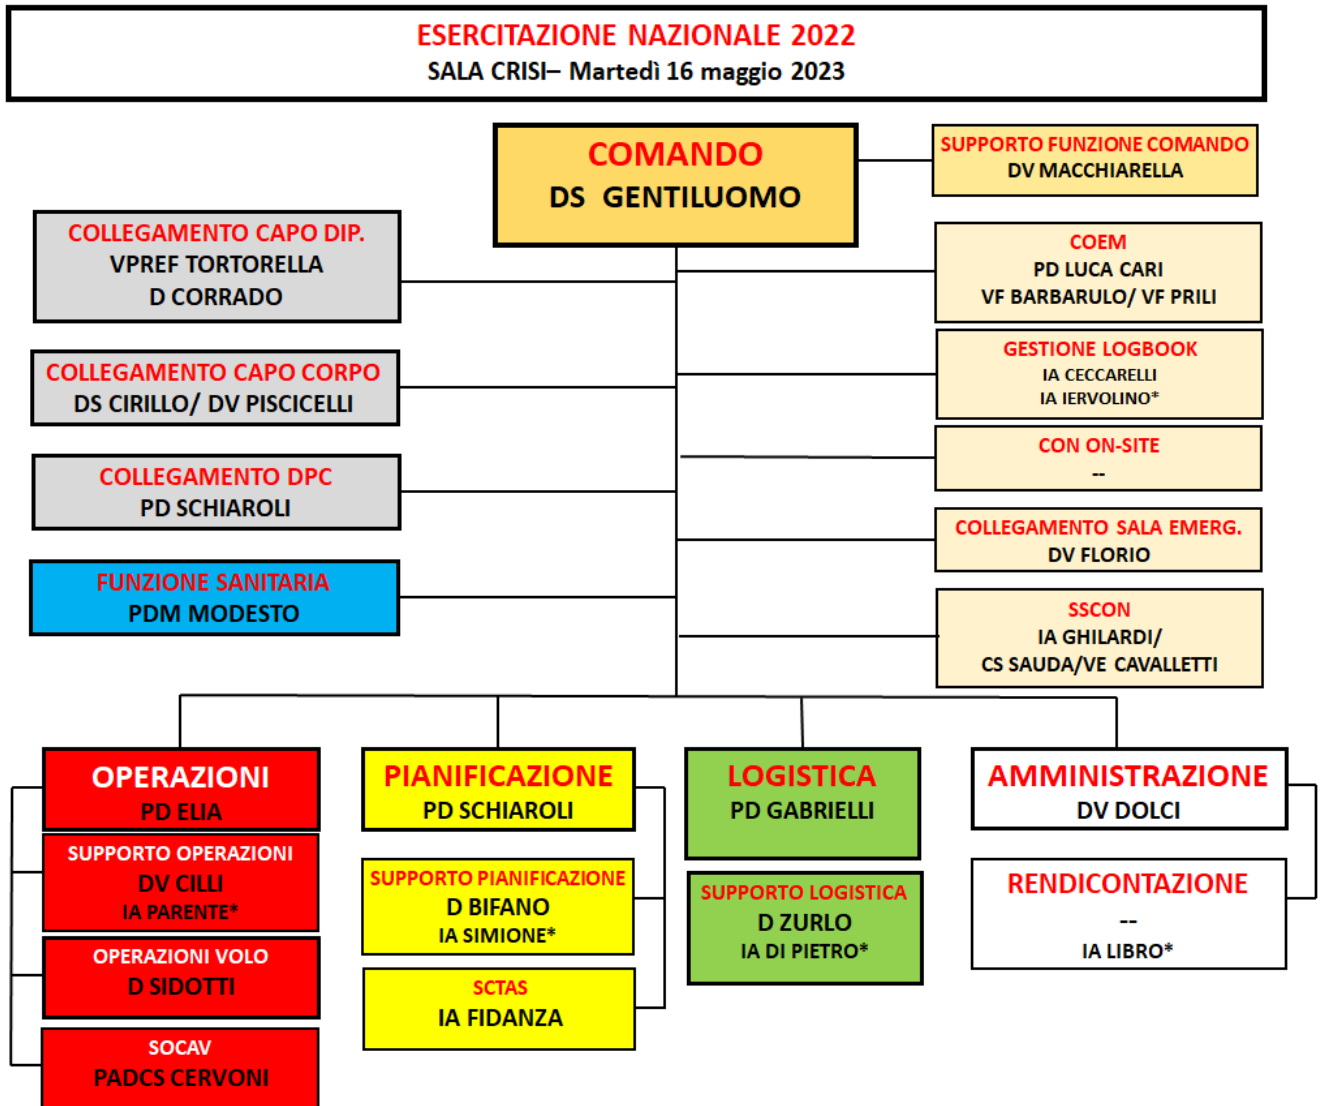 ESERCITAZIONE NAZIONALE 2022
SALA CRISI– Martedì 16 maggio 2023
COMANDO
DS GENTILUOMO
SUPPORTO FUNZIONE COMANDO
DV MACCHIARELLA
COLLEGAMENTO CAPO DIP.
VPREF TORTORELLA
D CORRADO
COLLEGAMENTO CAPO CORPO
DS CIRILLO/ DV PISCICELLI
COLLEGAMENTO DPC
PD SCHIAROLI
FUNZIONE SANITARIA
PDM MODESTO
COEM
PD LUCA CARI
VF BARBARULO/ VF PRILI
GESTIONE LOGBOOK
IA CECCARELLI
IA IERVOLINO*
CON ON-SITE
--
COLLEGAMENTO SALA EMERG.
DV FLORIO
SSCON
IA GHILARDI/
CS SAUDA/VE CAVALLETTI
OPERAZIONI
PD ELIA
SUPPORTO OPERAZIONI
DV CILLI
IA PARENTE*
OPERAZIONI VOLO
D SIDOTTI
SOCAV
PADCS CERVONI
PIANIFICAZIONE
PD SCHIAROLI
SUPPORTO PIANIFICAZIONE
D BIFANO
IA SIMIONE*
SCTAS
IA FIDANZA
LOGISTICA
PD GABRIELLI
SUPPORTO LOGISTICA
D ZURLO
IA DI PIETRO*
AMMINISTRAZIONE
DV DOLCI
RENDICONTAZIONE
--
IA LIBRO*